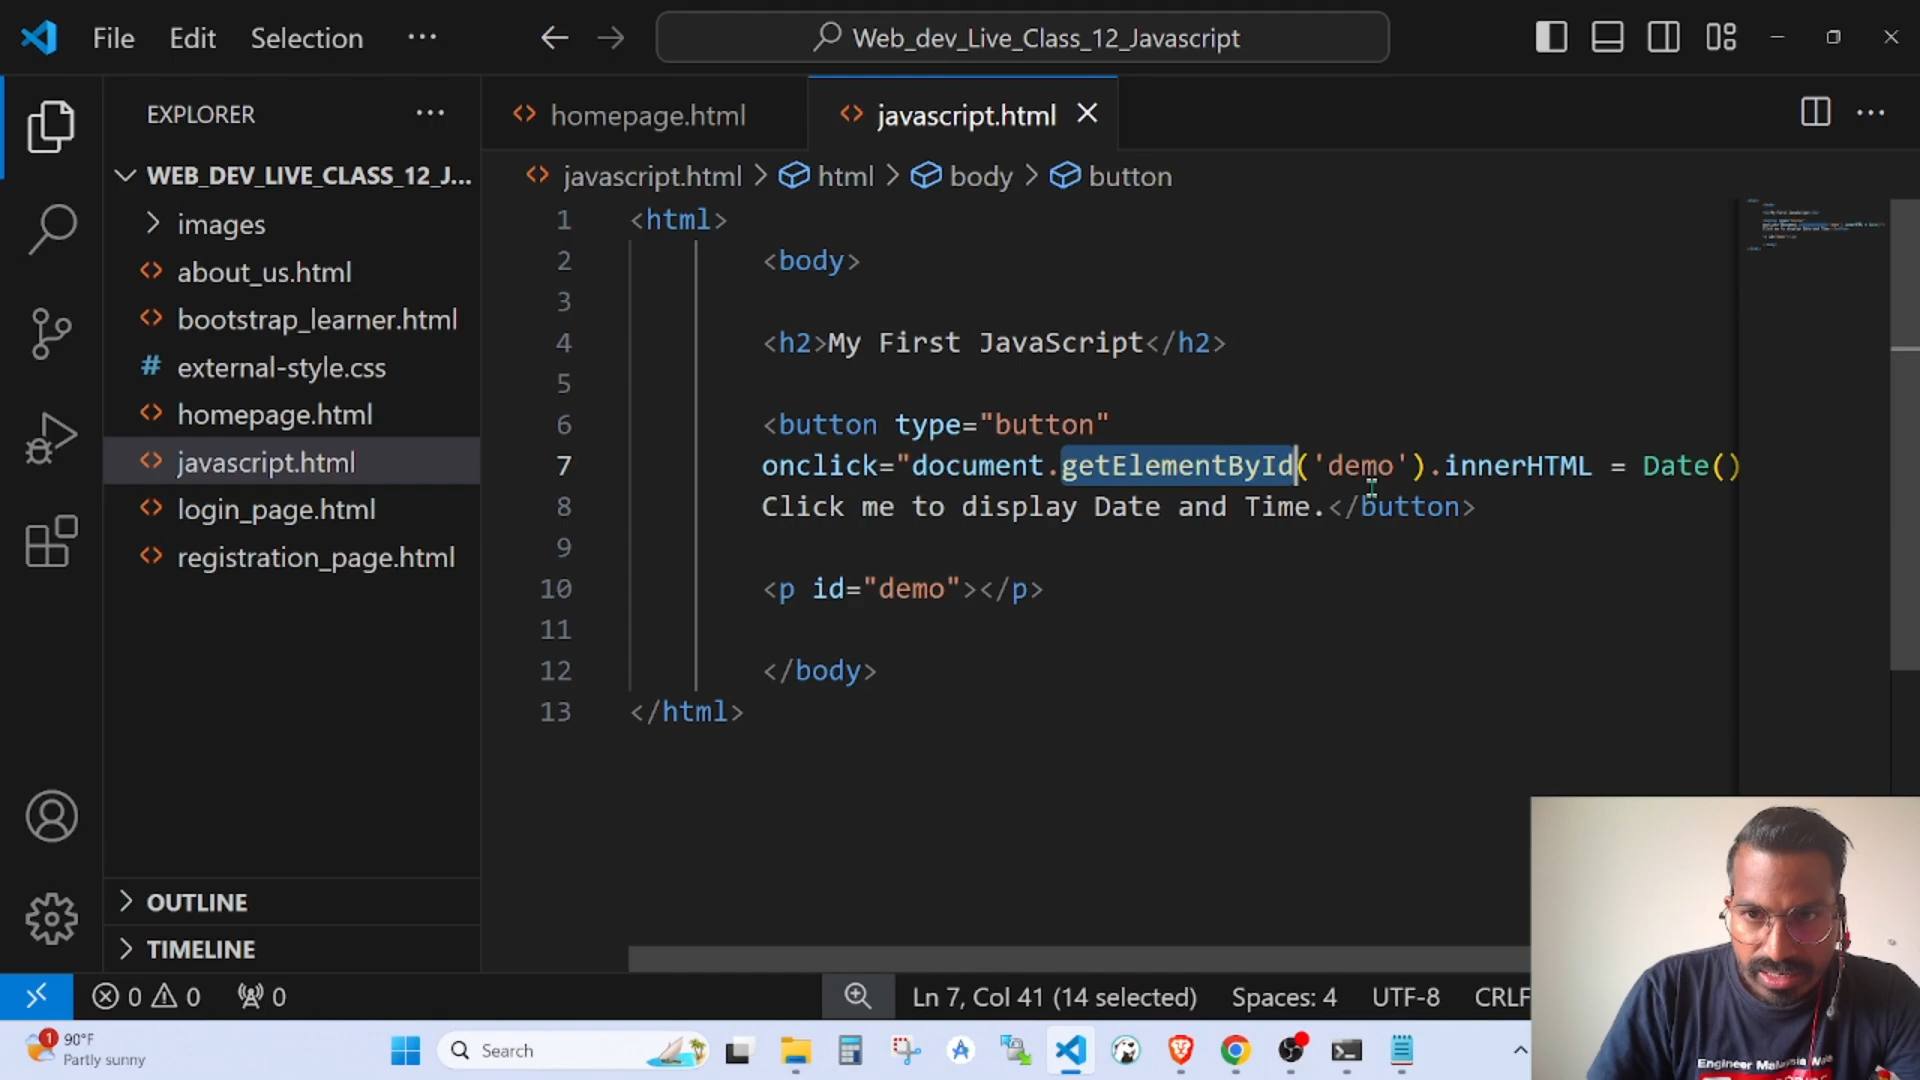 File Edit Selection ···
Web_dev_Live_Class_12_Javascript
EXPLORER ···
WEB_DEV_LIVE_CLASS_12_J...
images
about_us.html
bootstrap_learner.html
external-style.css
homepage.html
javascript.html
login_page.html
registration_page.html
OUTLINE
TIMELINE
homepage.html javascript.html
javascript.html > html > body > button
1 <html>
2 <body>
3
4 <h2>My First JavaScript</h2>
5
6 <button type="button"
7 onclick="document.getElementById('demo').innerHTML = Date()
8 Click me to display Date and Time.</button>
9
10 <p id="demo"></p>
11
12 </body>
13 </html>
0 0 0 Ln 7, Col 41 (14 selected) Spaces: 4 UTF-8 CRLF
1
90°F
Partly sunny
Search
Engineer Malaysia